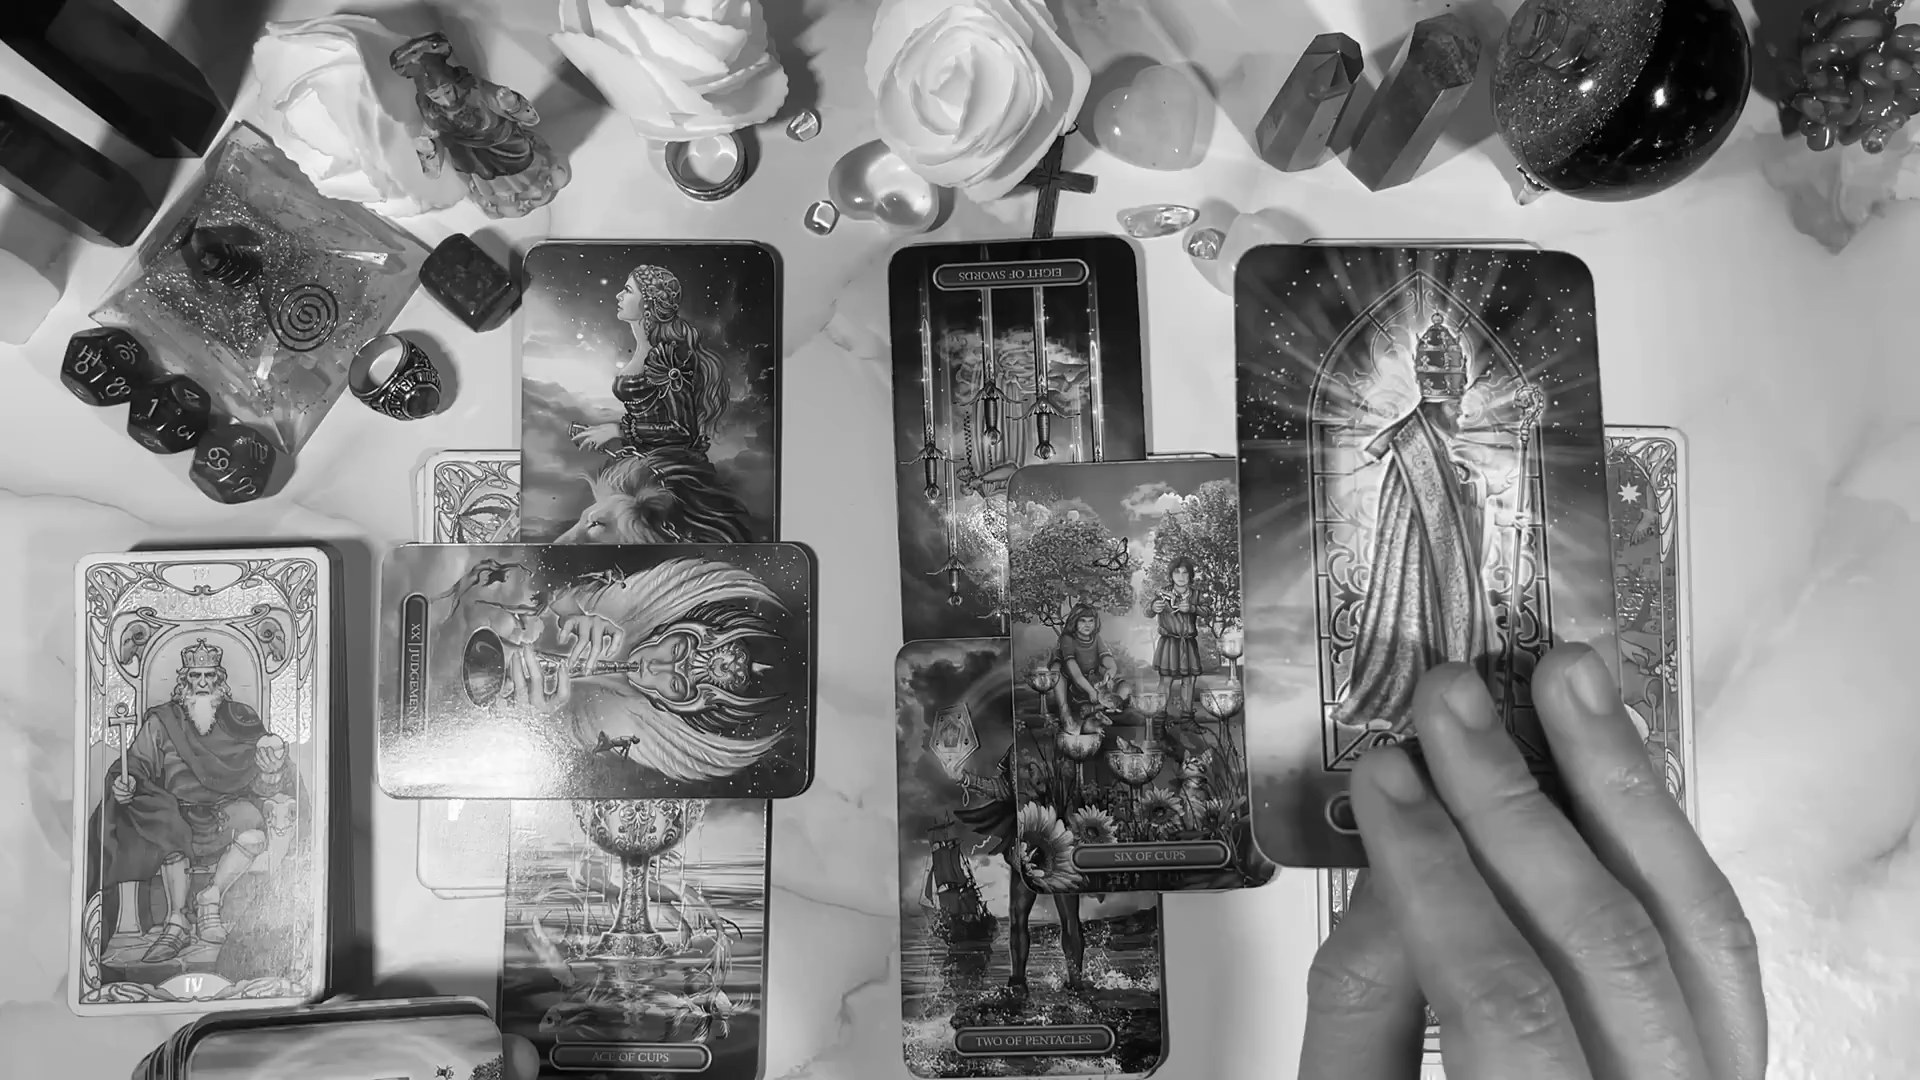 EIGHT OF SWORDS
XX | JUDGEMENT
SIX OF CUPS
IV
TWO OF PENTACLES
ACE OF CUPS